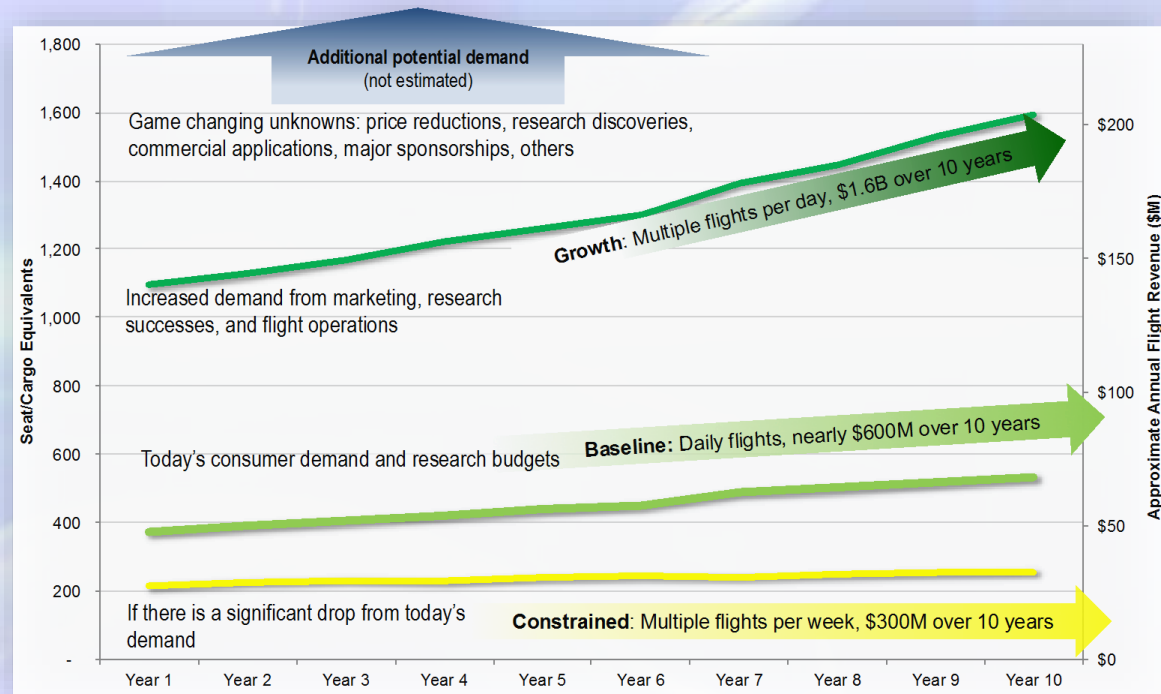 Additional potential demand
(not estimated)
1,800
1,600
1,400
1,200
1,000
800
600
400
200
-
Seat/Cargo Equivalents
Game changing unknowns: price reductions, research discoveries,
commercial applications, major sponsorships, others
Growth: Multiple flights per day, $1.6B over 10 years
Increased demand from marketing, research
successes, and flight operations
Baseline: Daily flights, nearly $600M over 10 years
Today's consumer demand and research budgets
If there is a significant drop from today's
demand
Constrained: Multiple flights per week, $300M over 10 years
$200
$150
$100
$50
$0
Approximate Annual Flight Revenue ($M)
Year 1 Year 2 Year 3 Year 4 Year 5 Year 6 Year 7 Year 8 Year 9 Year 10